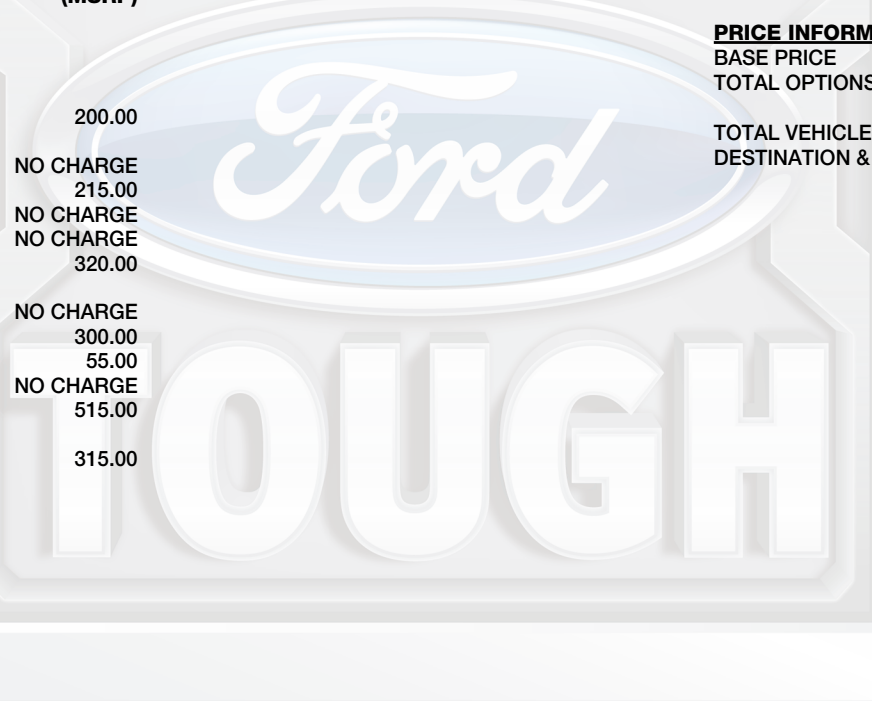 (MSRP)
200.00
NO CHARGE
215.00
NO CHARGE
NO CHARGE
320.00
NO CHARGE
300.00
55.00
NO CHARGE
515.00
315.00
PRICE INFORM
BASE PRICE
TOTAL OPTIONS
TOTAL VEHICLE
DESTINATION &
Ford
TOUGH